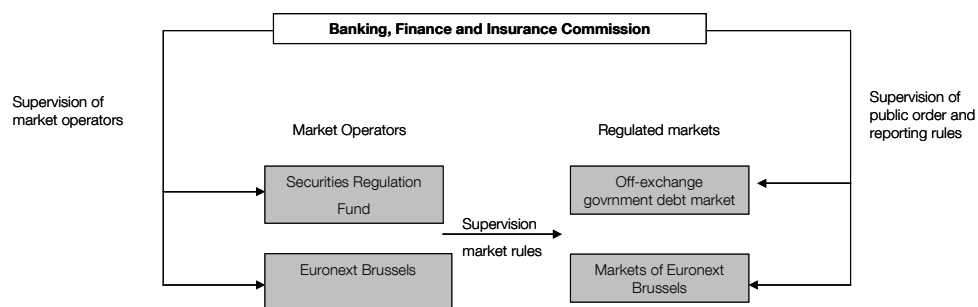 Banking, Finance and Insurance Commission
Supervision of
market operators
Supervision of
public order and
reporting rules
Market Operators
Regulated markets
Securities Regulation
Fund
Off-exchange
govrnment debt market
Supervision
market rules
Euronext Brussels
Markets of Euronext
Brussels